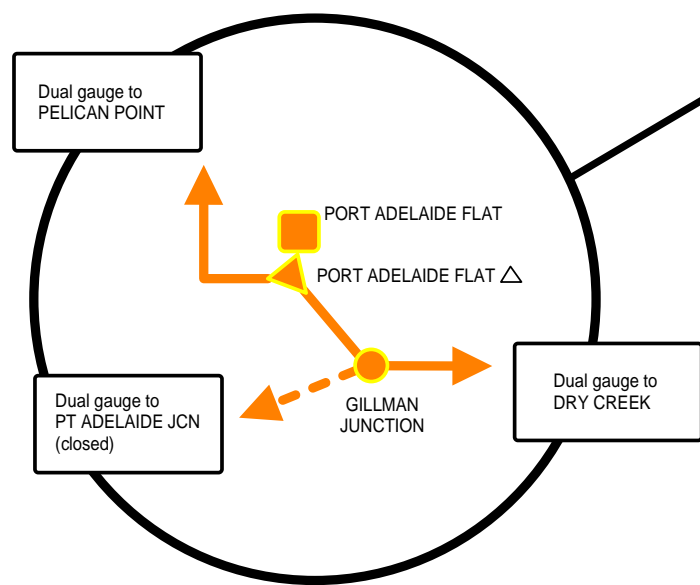 Dual gauge to
PELICAN POINT
PORT ADELAIDE FLAT
PORT ADELAIDE FLAT △
Dual gauge to
PT ADELAIDE JCN
(closed)
GILLMAN
JUNCTION
Dual gauge to
DRY CREEK